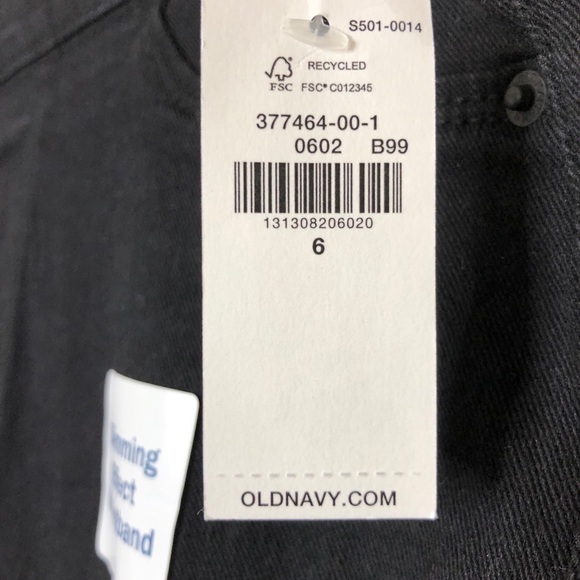 S501-0014
RECYCLED
FSC FSC® C012345
377464-00-1
0602 B99
131308206020
6
OLDNAVY.COM